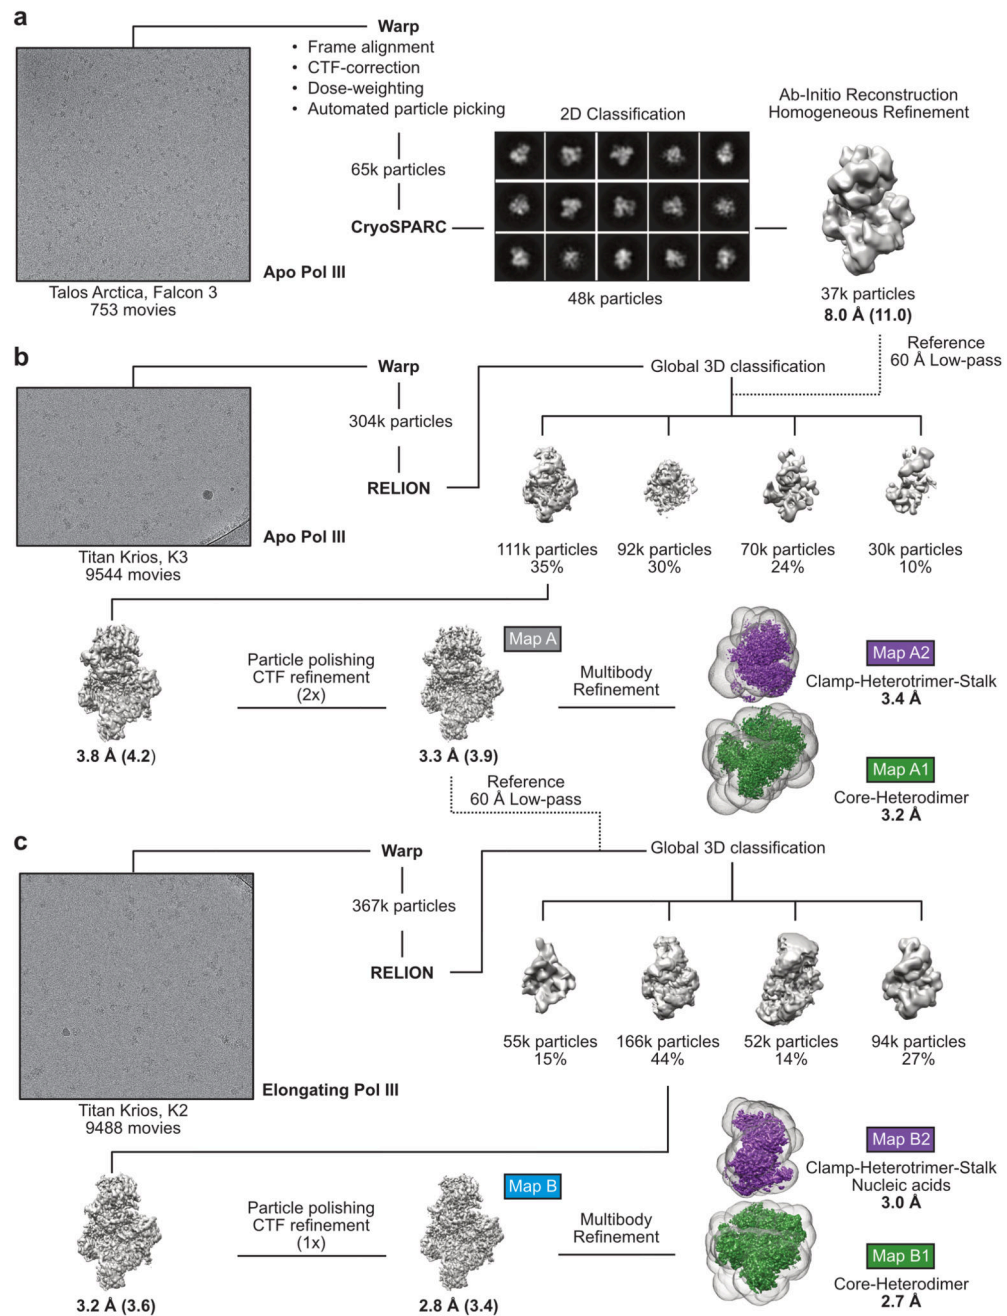 a
Warp
• Frame alignment
• CTF-correction
• Dose-weighting
• Automated particle picking
65k particles
CryoSPARC
Apo Pol III
Talos Arctica, Falcon 3
753 movies
2D Classification
48k particles
Ab-Initio Reconstruction
Homogeneous Refinement
37k particles
8.0 Å (11.0)
Reference
60 Å Low-pass
b
Warp
304k particles
RELION
Apo Pol III
Titan Krios, K3
9544 movies
Global 3D classification
111k particles
35%
92k particles
30%
70k particles
24%
30k particles
10%
3.8 Å (4.2)
Particle polishing
CTF refinement
(2x)
Map A
3.3 Å (3.9)
Multibody
Refinement
Map A2
Clamp-Heterotrimer-Stalk
3.4 Å
Map A1
Core-Heterodimer
3.2 Å
Reference
60 Å Low-pass
c
Warp
367k particles
RELION
Elongating Pol III
Titan Krios, K2
9488 movies
Global 3D classification
55k particles
15%
166k particles
44%
52k particles
14%
94k particles
27%
3.2 Å (3.6)
Particle polishing
CTF refinement
(1x)
Map B
2.8 Å (3.4)
Multibody
Refinement
Map B2
Clamp-Heterotrimer-Stalk
Nucleic acids
3.0 Å
Map B1
Core-Heterodimer
2.7 Å